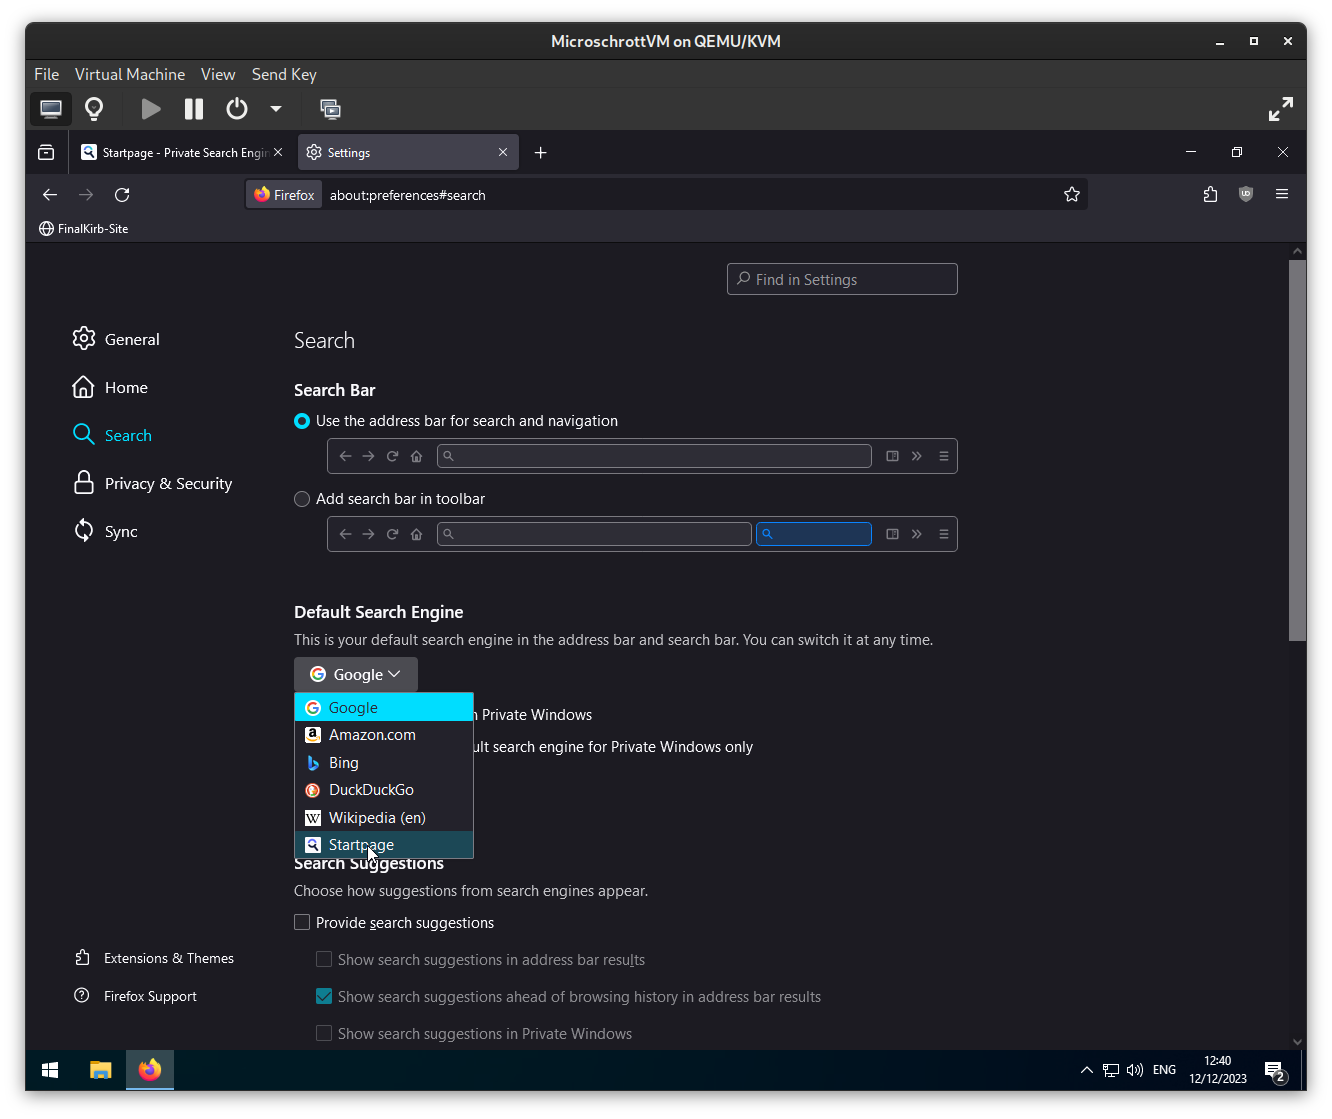 MicroschrottVM on QEMU/KVM
File Virtual Machine View Send Key
Startpage - Private Search Engin
Settings
Firefox about:preferences#search
FinalKirb-Site
Find in Settings
General
Home
Search
Privacy & Security
Sync
Extensions & Themes
Firefox Support
Search
Search Bar
Use the address bar for search and navigation
Add search bar in toolbar
Default Search Engine
This is your default search engine in the address bar and search bar. You can switch it at any time.
Google
Google
Amazon.com
Bing
DuckDuckGo
Wikipedia (en)
Startpage
Private Windows
ult search engine for Private Windows only
Search Suggestions
Choose how suggestions from search engines appear.
Provide search suggestions
Show search suggestions in address bar results
Show search suggestions ahead of browsing history in address bar results
Show search suggestions in Private Windows
ENG
12:40
12/12/2023
2